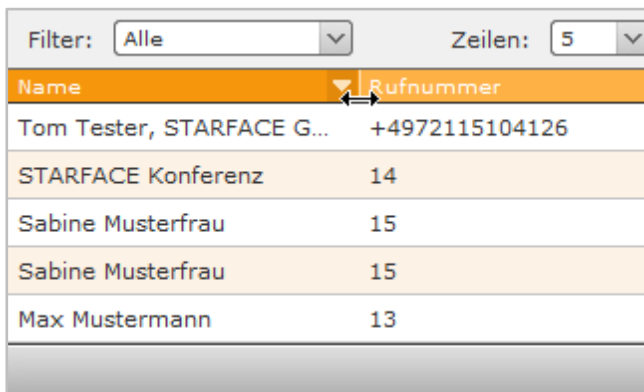 Filter: Alle Zeilen: 5
Name Rufnummer
Tom Tester, STARFACE G... +4972115104126
STARFACE Konferenz 14
Sabine Musterfrau 15
Sabine Musterfrau 15
Max Mustermann 13